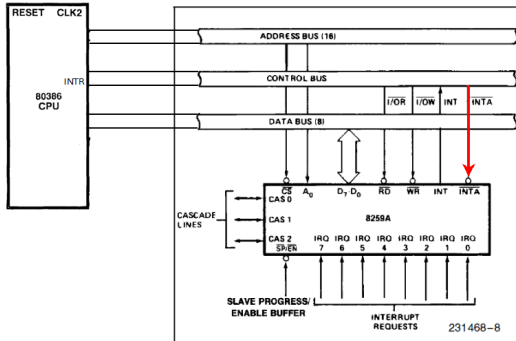 RESET CLK2
80386
CPU
INTR
ADDRESS BUS (16)
CONTROL BUS
I/OR I/OW INT INTA
DATA BUS (8)
CS A0 D7 D0 RD WR INT INTA
CASCADE
LINES
CAS 0
CAS 1
CAS 2
8259A
SP/EN
IRQ IRQ IRQ IRQ IRQ IRQ IRQ IRQ
7 6 5 4 3 2 1 0
SLAVE PROGRESS/
ENABLE BUFFER
INTERRUPT
REQUESTS
231468-8